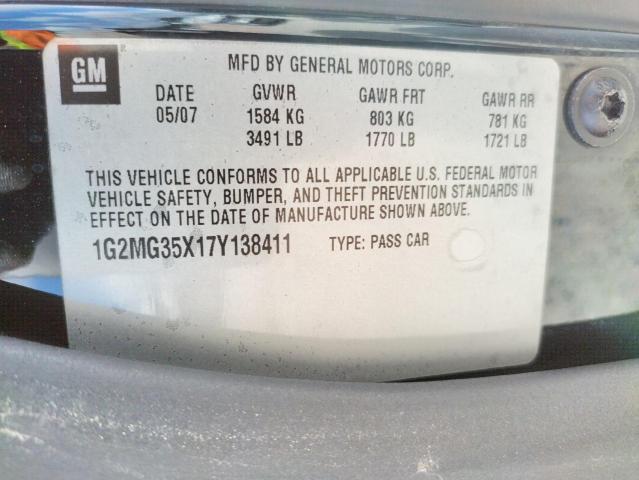 GM MFD BY GENERAL MOTORS CORP.
DATE GVWR GAWR FRT GAWR RR
05/07 1584 KG 803 KG 781 KG
3491 LB 1770 LB 1721 LB
THIS VEHICLE CONFORMS TO ALL APPLICABLE U.S. FEDERAL MOTOR
VEHICLE SAFETY, BUMPER, AND THEFT PREVENTION STANDARDS IN
EFFECT ON THE DATE OF MANUFACTURE SHOWN ABOVE.
1G2MG35X17Y138411 TYPE: PASS CAR